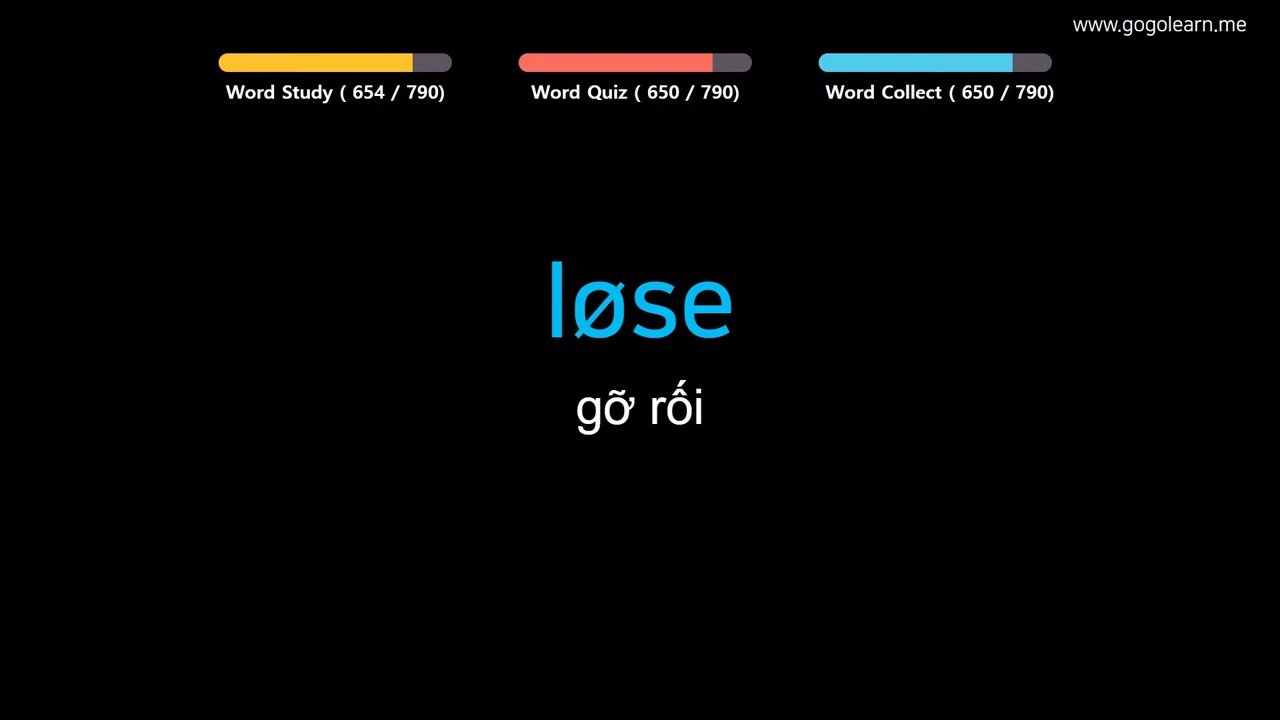 www.gogolearn.me
Word Study ( 654 / 790)
Word Quiz ( 650 / 790)
Word Collect ( 650 / 790)
løse
gỡ rối